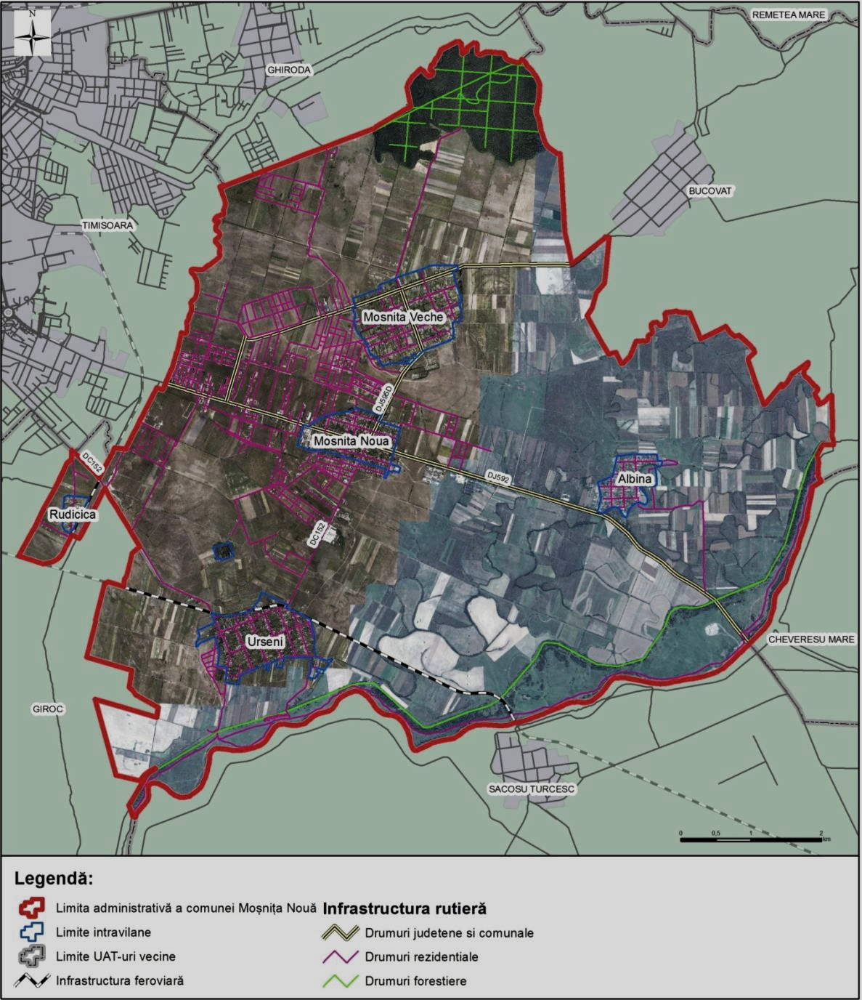 N
REMETEA MARE
GHIRODA
BUCOVAT
TIMISOARA
Mosnita Veche
DJ595D
Mosnita Noua
DC152
DJ592
Albina
Rudicica
DC152
Urseni
CHEVERESU MARE
GIROC
SACOSU TURCESC
0 0,5 1 2
km
Legendă:
Limita administrativă a comunei Moșnița Nouă
Limite intravilane
Limite UAT-uri vecine
Infrastructura feroviară
Infrastructura rutieră
Drumuri judetene si comunale
Drumuri rezidentiale
Drumuri forestiere